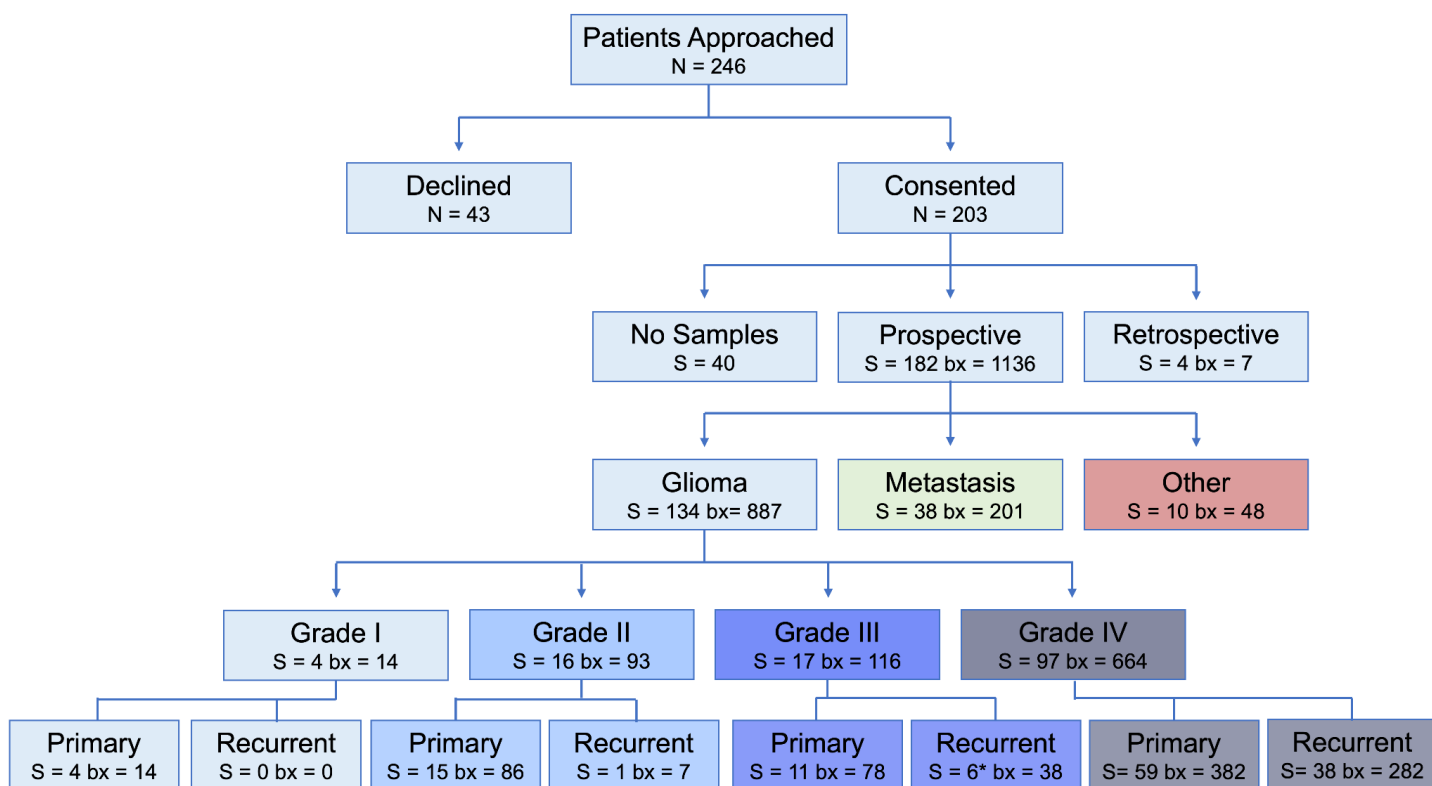 Patients Approached
N = 246
Declined
N = 43
Consented
N = 203
No Samples
S = 40
Prospective
S = 182 bx = 1136
Retrospective
S = 4 bx = 7
Glioma
S = 134 bx= 887
Metastasis
S = 38 bx = 201
Other
S = 10 bx = 48
Grade I
S = 4 bx = 14
Grade II
S = 16 bx = 93
Grade III
S = 17 bx = 116
Grade IV
S = 97 bx = 664
Primary
S = 4 bx = 14
Recurrent
S = 0 bx = 0
Primary
S = 15 bx = 86
Recurrent
S = 1 bx = 7
Primary
S = 11 bx = 78
Recurrent
S = 6* bx = 38
Primary
S= 59 bx = 382
Recurrent
S= 38 bx = 282